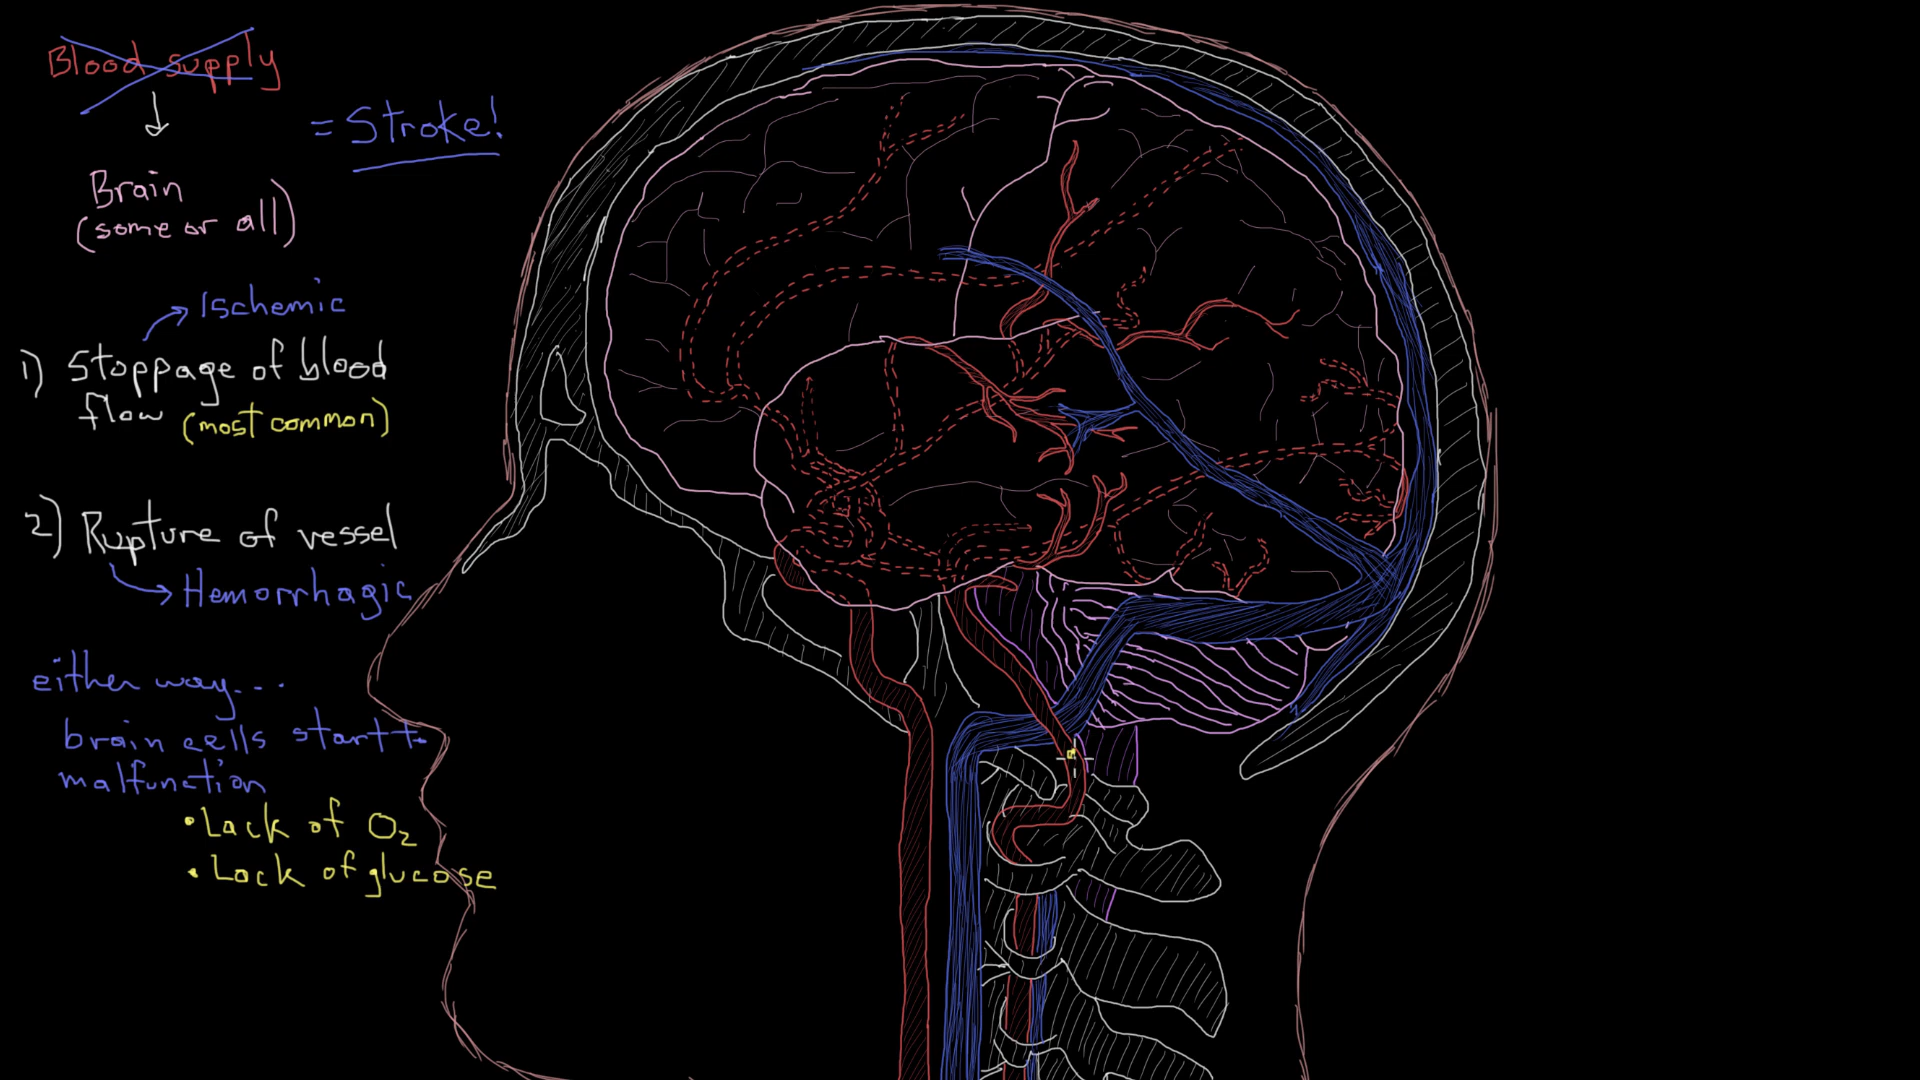 Blood supply
= Stroke!
Brain
(some or all)
Ischemic
1) Stoppage of blood
flow (most common)
2) Rupture of vessel
Hemorrhagic
either way...
brain cells start to
malfunction
• Lack of O2
• Lack of glucose